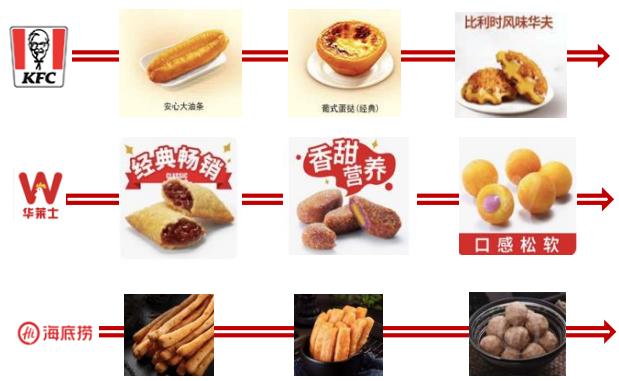 KFC
安心大油条
葡式蛋挞(经典)
比利时风味华夫
华莱士
经典畅销
CLASSIC
香甜
营养
口感松软
Hi 海底捞